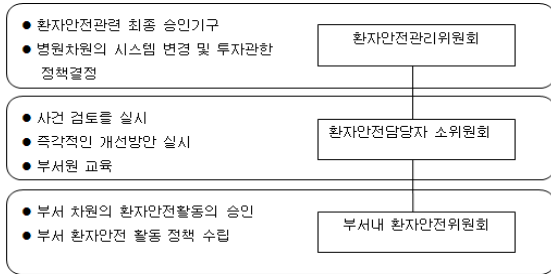 ● 환자안전관련 최종 승인기구
● 병원차원의 시스템 변경 및 투자관한
정책결정
환자안전관리위원회
● 사건 검토를 실시
● 즉각적인 개선방안 실시
● 부서원 교육
환자안전담당자 소위원회
● 부서 차원의 환자안전활동의 승인
● 부서 환자안전 활동 정책 수립
부서내 환자안전위원회